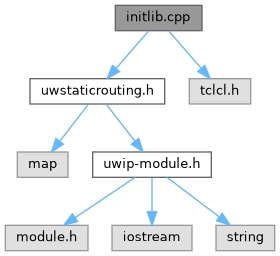 initlib.cpp
uwstaticrouting.h
tclcl.h
map
uwip-module.h
module.h
iostream
string